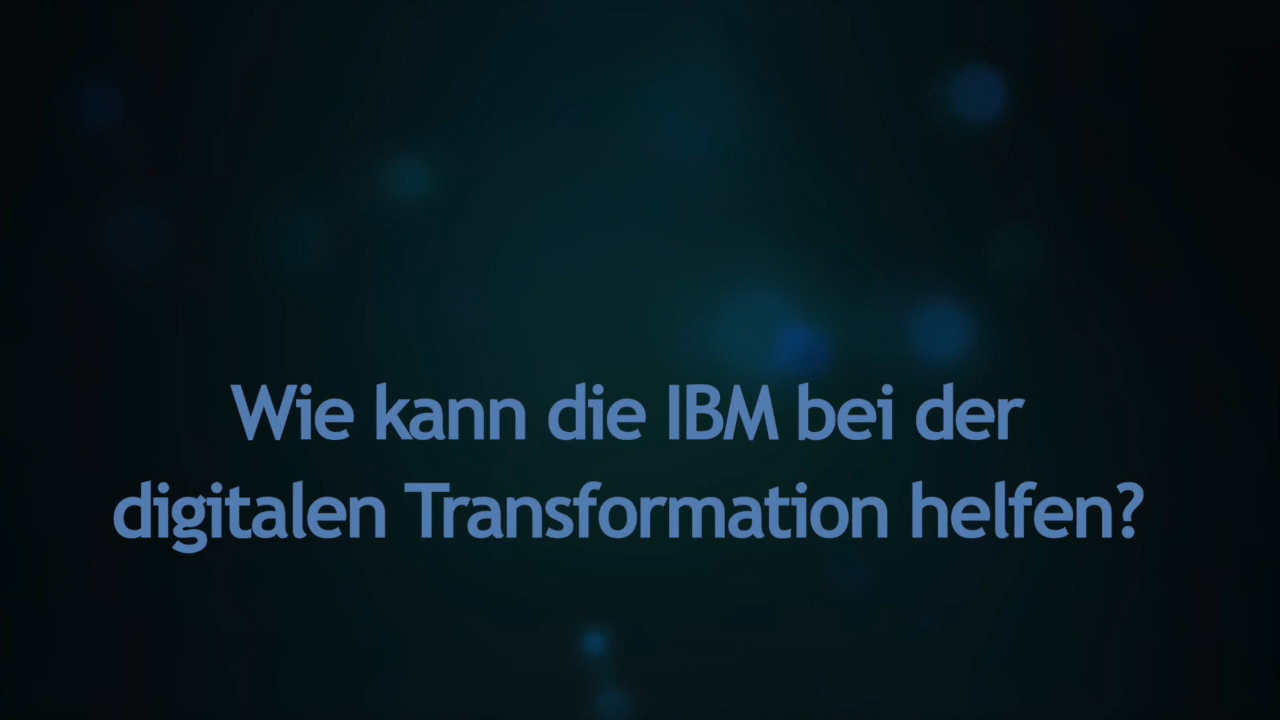 Wie kann die IBM bei der
digitalen Transformation helfen?